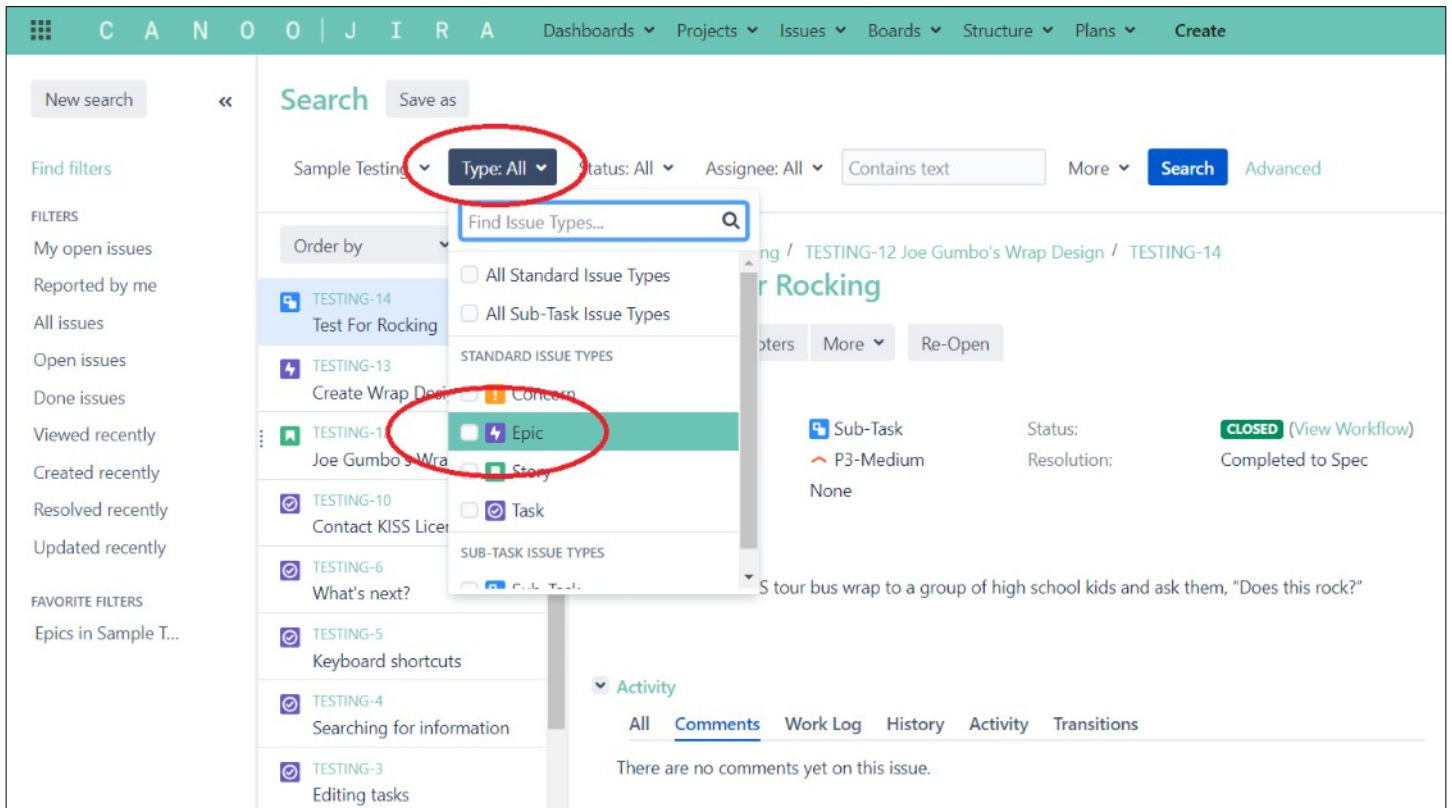 CANOO | JIRA Dashboards Projects Issues Boards Structure Plans Create
New search
«
Find filters
FILTERS
My open issues
Reported by me
All issues
Open issues
Done issues
Viewed recently
Created recently
Resolved recently
Updated recently
FAVORITE FILTERS
Epics in Sample T...
Search Save as
Sample Testing Type: All Status: All Assignee: All Contains text More Search Advanced
Order by
TESTING-14
Test For Rocking
TESTING-13
Create Wrap Desi
TESTING-1
Joe Gumbo's Wra
TESTING-10
Contact KISS Licen
TESTING-6
What's next?
TESTING-5
Keyboard shortcuts
TESTING-4
Searching for information
TESTING-3
Editing tasks
Find Issue Types...
All Standard Issue Types
All Sub-Task Issue Types
STANDARD ISSUE TYPES
Concern
Epic
Story
Task
SUB-TASK ISSUE TYPES
Sub-Task
ng / TESTING-12 Joe Gumbo's Wrap Design / TESTING-14
r Rocking
More Re-Open
Sub-Task Status: CLOSED (View Workflow)
P3-Medium Resolution: Completed to Spec
None
S tour bus wrap to a group of high school kids and ask them, "Does this rock?"
Activity
All Comments Work Log History Activity Transitions
There are no comments yet on this issue.